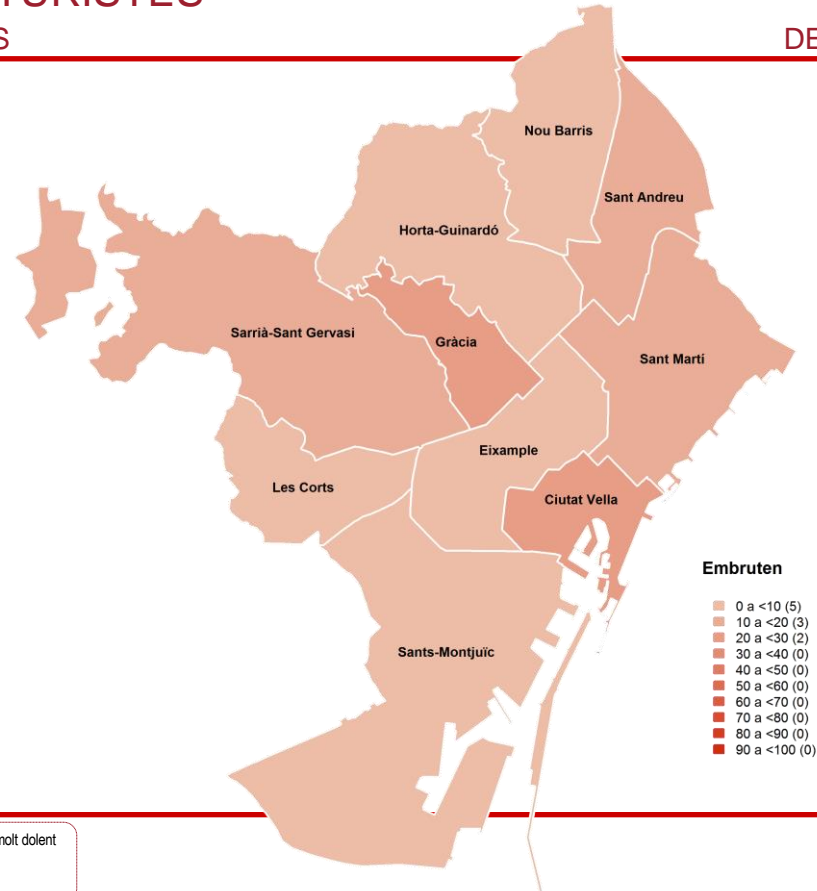 TURISTES
S
DE
Nou Barris
Sant Andreu
Horta-Guinardó
Sarrià-Sant Gervasi
Gràcia
Sant Martí
Eixample
Les Corts
Ciutat Vella
Embruten
0 a <10 (5)
10 a <20 (3)
20 a <30 (2)
30 a <40 (0)
40 a <50 (0)
50 a <60 (0)
60 a <70 (0)
70 a <80 (0)
80 a <90 (0)
90 a <100 (0)
Sants-Montjuïc
molt dolent